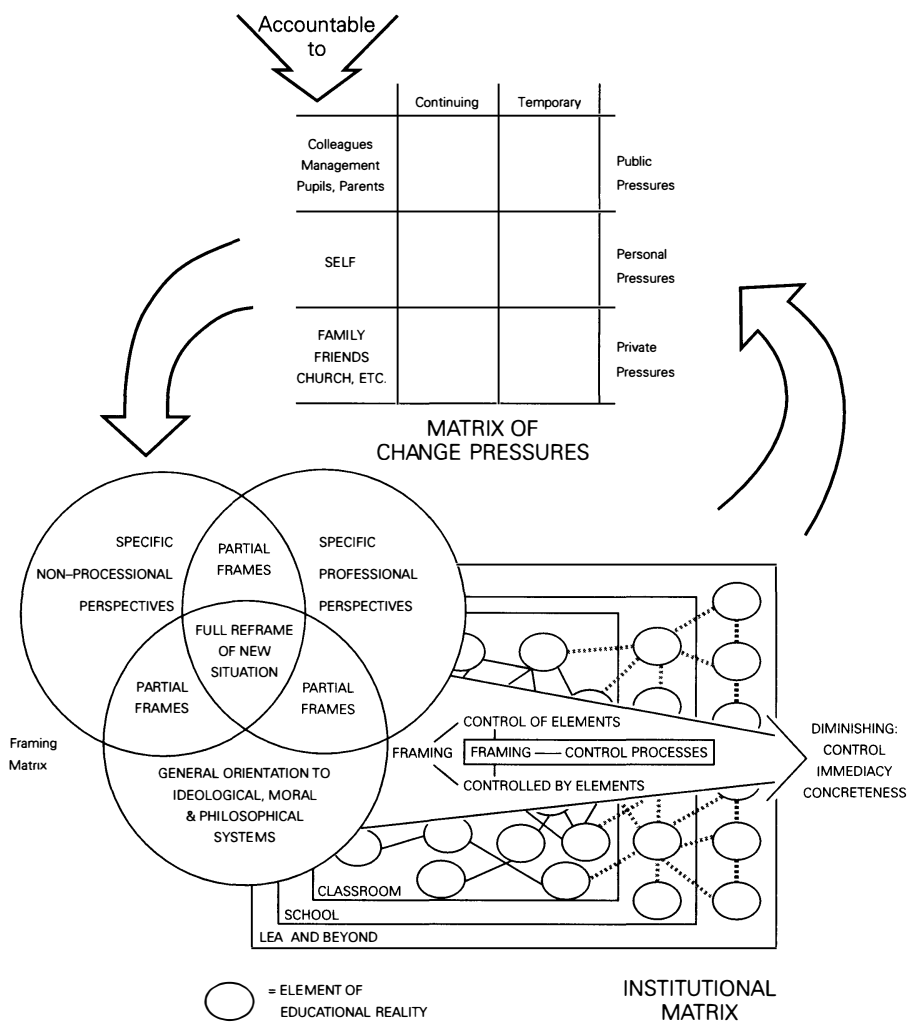 Accountable
to
Continuing
Temporary
Colleagues
Management
Pupils, Parents
Public
Pressures
SELF
Personal
Pressures
FAMILY
FRIENDS
CHURCH, ETC.
Private
Pressures
MATRIX OF
CHANGE PRESSURES
SPECIFIC
NON–PROCESSIONAL
PERSPECTIVES
PARTIAL
FRAMES
SPECIFIC
PROFESSIONAL
PERSPECTIVES
FULL REFRAME
OF NEW
SITUATION
PARTIAL
FRAMES
PARTIAL
FRAMES
Framing
Matrix
GENERAL ORIENTATION TO
IDEOLOGICAL, MORAL
& PHILOSOPHICAL
SYSTEMS
FRAMING
CONTROL OF ELEMENTS
FRAMING —— CONTROL PROCESSES
CONTROLLED BY ELEMENTS
DIMINISHING:
CONTROL
IMMEDIACY
CONCRETENESS
CLASSROOM
SCHOOL
LEA AND BEYOND
= ELEMENT OF
EDUCATIONAL REALITY
INSTITUTIONAL
MATRIX